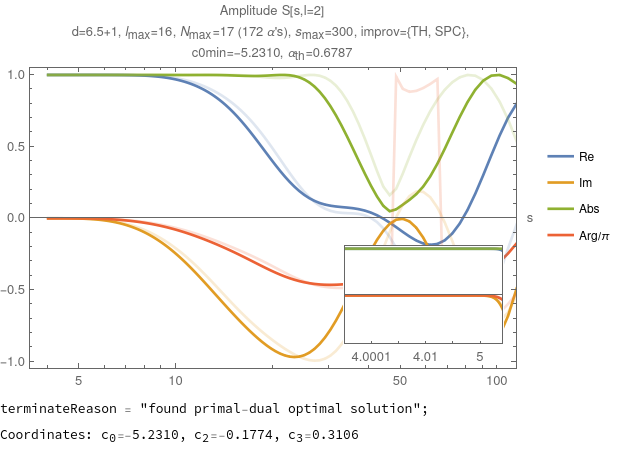 Amplitude S[s,l=2]
d=6.5+1, lmax=16, Nmax=17 (172 α's), smax=300, improv={TH, SPC},
c0min=−5.2310, αth=0.6787
1.0
0.5
0.0
−0.5
−1.0
5
10
50
100
s
4.0001
4.01
5
Re
Im
Abs
Arg/π
terminateReason = "found primal-dual optimal solution";
Coordinates: c0=-5.2310, c2=-0.1774, c3=0.3106